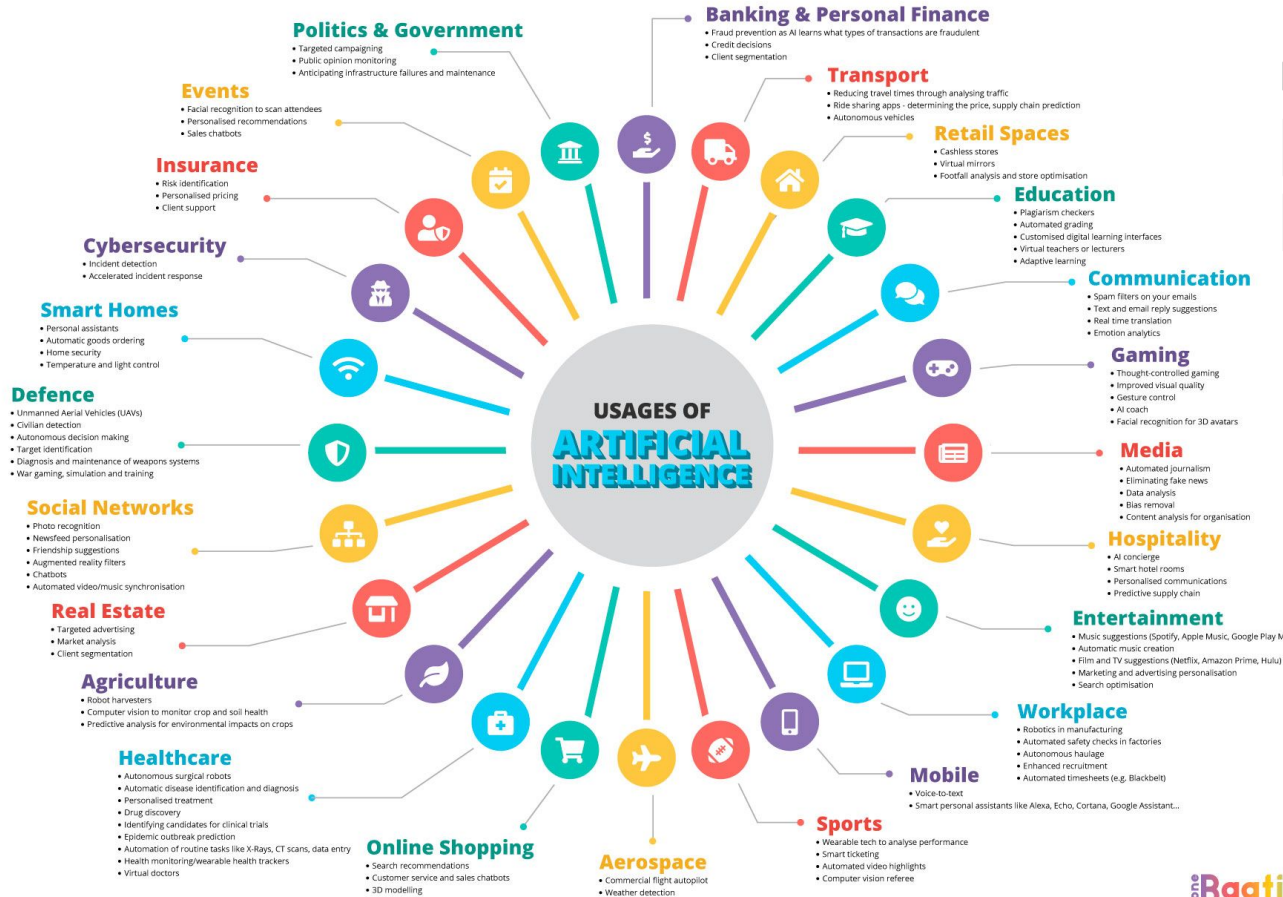 USAGES OF
ARTIFICIAL
INTELLIGENCE
Banking & Personal Finance
• Fraud prevention as AI learns what types of transactions are fraudulent
• Credit decisions
• Client segmentation
Transport
• Reducing travel times through analysing traffic
• Ride sharing apps - determining the price, supply chain prediction
• Autonomous vehicles
Retail Spaces
• Cashless stores
• Virtual mirrors
• Footfall analysis and store optimisation
Education
• Plagiarism checkers
• Automated grading
• Customised digital learning interfaces
• Virtual teachers or lecturers
• Adaptive learning
Communication
• Spam filters on your emails
• Text and email reply suggestions
• Real time translation
• Emotion analytics
Gaming
• Thought-controlled gaming
• Improved visual quality
• Gesture control
• AI coach
• Facial recognition for 3D avatars
Media
• Automated journalism
• Eliminating fake news
• Data analysis
• Bias removal
• Content analysis for organisation
Hospitality
• AI concierge
• Smart hotel rooms
• Personalised communications
• Predictive supply chain
Entertainment
• Music suggestions (Spotify, Apple Music, Google Play M
• Automatic music creation
• Film and TV suggestions (Netflix, Amazon Prime, Hulu)
• Marketing and advertising personalisation
• Search optimisation
Workplace
• Robotics in manufacturing
• Automated safety checks in factories
• Autonomous haulage
• Enhanced recruitment
• Automated timesheets (e.g. Blackbelt)
Mobile
• Voice-to-text
• Smart personal assistants like Alexa, Echo, Cortana, Google Assistant...
Sports
• Wearable tech to analyse performance
• Smart ticketing
• Automated video highlights
• Computer vision referee
Aerospace
• Commercial flight autopilot
• Weather detection
Online Shopping
• Search recommendations
• Customer service and sales chatbots
• 3D modelling
Healthcare
• Autonomous surgical robots
• Automatic disease identification and diagnosis
• Personalised treatment
• Drug discovery
• Identifying candidates for clinical trials
• Epidemic outbreak prediction
• Automation of routine tasks like X-Rays, CT scans, data entry
• Health monitoring/wearable health trackers
• Virtual doctors
Agriculture
• Robot harvesters
• Computer vision to monitor crop and soil health
• Predictive analysis for environmental impacts on crops
Real Estate
• Targeted advertising
• Market analysis
• Client segmentation
Social Networks
• Photo recognition
• Newsfeed personalisation
• Friendship suggestions
• Augmented reality filters
• Chatbots
• Automated video/music synchronisation
Defence
• Unmanned Aerial Vehicles (UAVs)
• Civilian detection
• Autonomous decision making
• Target identification
• Diagnosis and maintenance of weapons systems
• War gaming, simulation and training
Smart Homes
• Personal assistants
• Automatic goods ordering
• Home security
• Temperature and light control
Cybersecurity
• Incident detection
• Accelerated incident response
Insurance
• Risk identification
• Personalised pricing
• Client support
Events
• Facial recognition to scan attendees
• Personalised recommendations
• Sales chatbots
Politics & Government
• Targeted campaigning
• Public opinion monitoring
• Anticipating infrastructure failures and maintenance
$
one